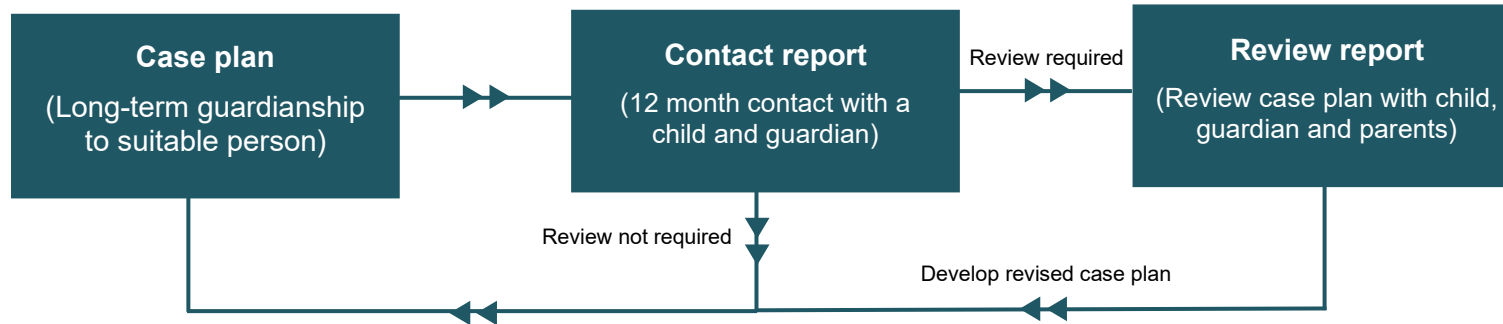 Case plan
(Long-term guardianship
to suitable person)
Contact report
(12 month contact with a
child and guardian)
Review required
Review report
(Review case plan with child,
guardian and parents)
Review not required
Develop revised case plan